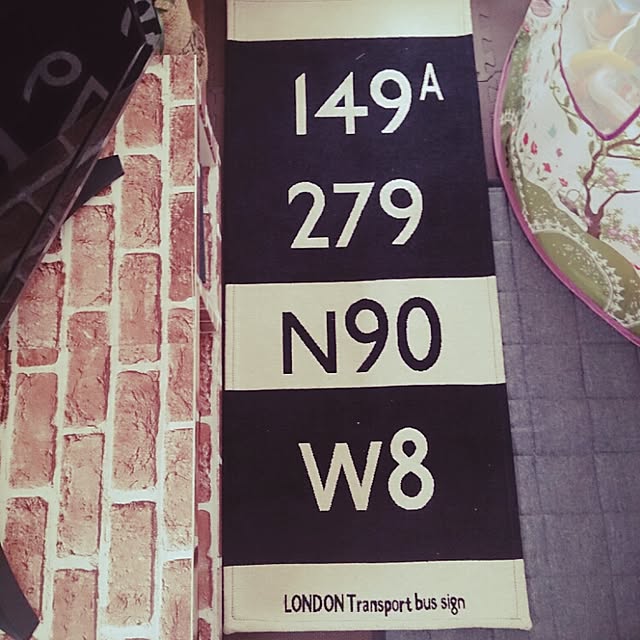 149A
279
N90
W8
LONDON Transport bus sign